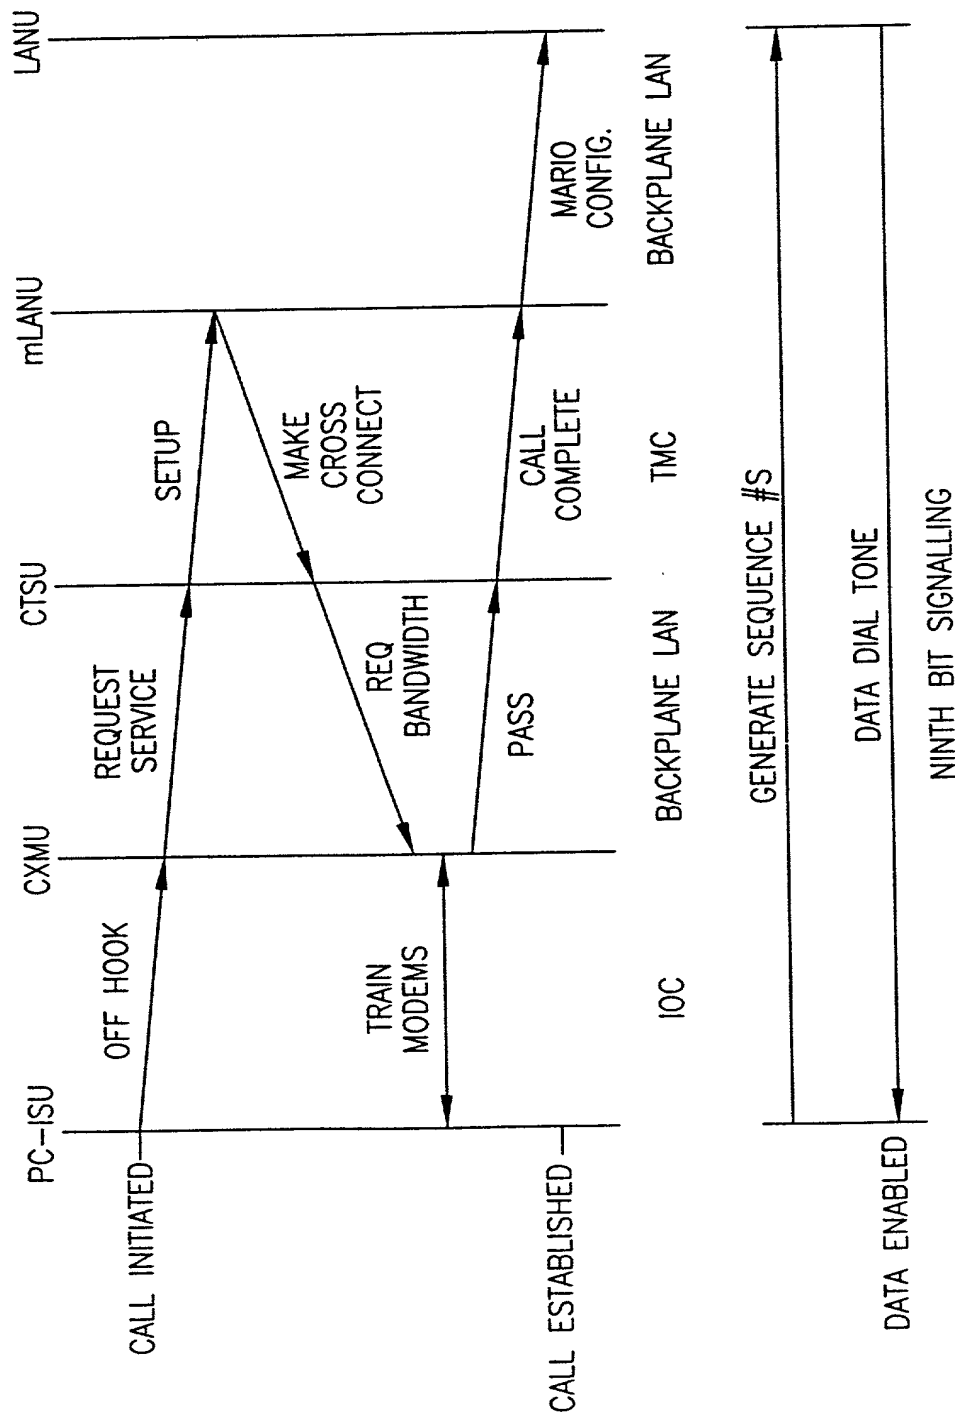 PC-ISU
CXMU
CTSU
mLANU
LANU
CALL INITIATED
OFF HOOK
REQUEST
SERVICE
SETUP
MAKE
CROSS
CONNECT
REQ
BANDWIDTH
TRAIN
MODEMS
PASS
CALL
COMPLETE
MARIO
CONFIG.
CALL ESTABLISHED
IOC
BACKPLANE LAN
TMC
BACKPLANE LAN
GENERATE SEQUENCE #S
DATA DIAL TONE
DATA ENABLED
NINTH BIT SIGNALLING